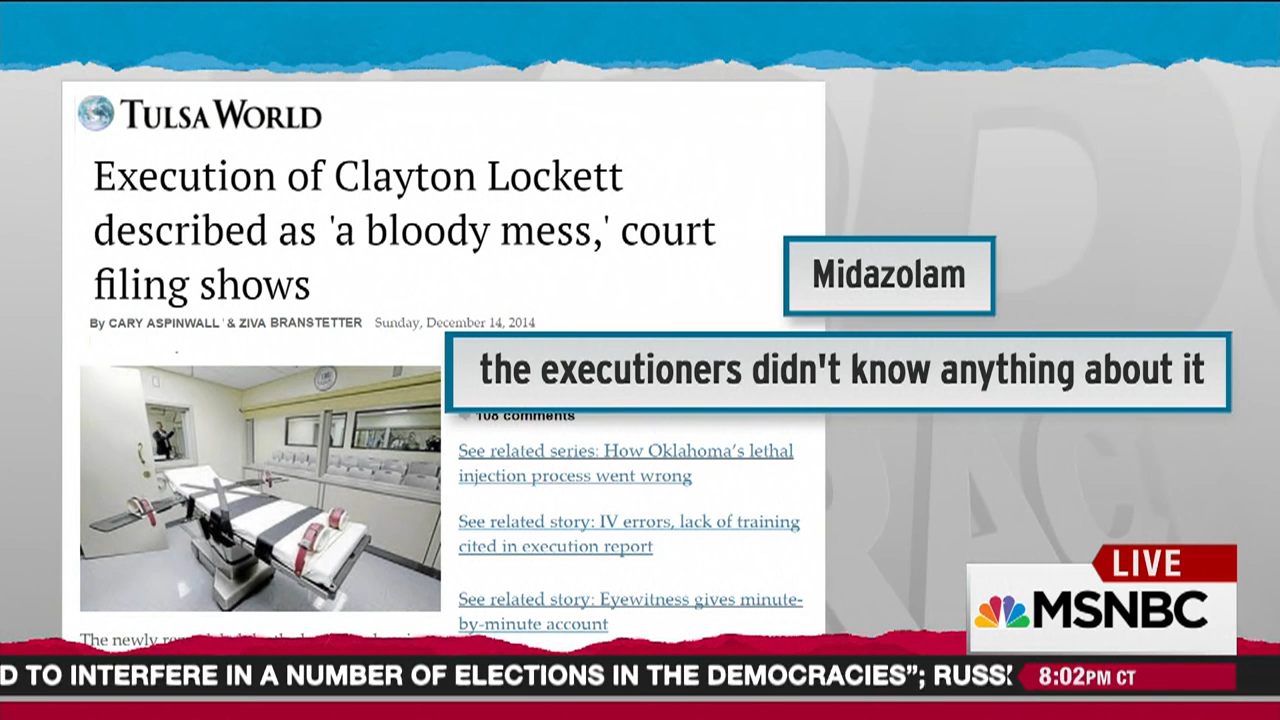 TULSA WORLD
Execution of Clayton Lockett
described as 'a bloody mess,' court
filing shows
By CARY ASPINWALL & ZIVA BRANSTETTER Sunday, December 14, 2014
Midazolam
the executioners didn't know anything about it
108 comments
See related series: How Oklahoma's lethal
injection process went wrong
See related story: IV errors, lack of training
cited in execution report
See related story: Eyewitness gives minute-
by-minute account
The newly
LIVE
MSNBC
D TO INTERFERE IN A NUMBER OF ELECTIONS IN THE DEMOCRACIES”; RUSS
8:02PM CT